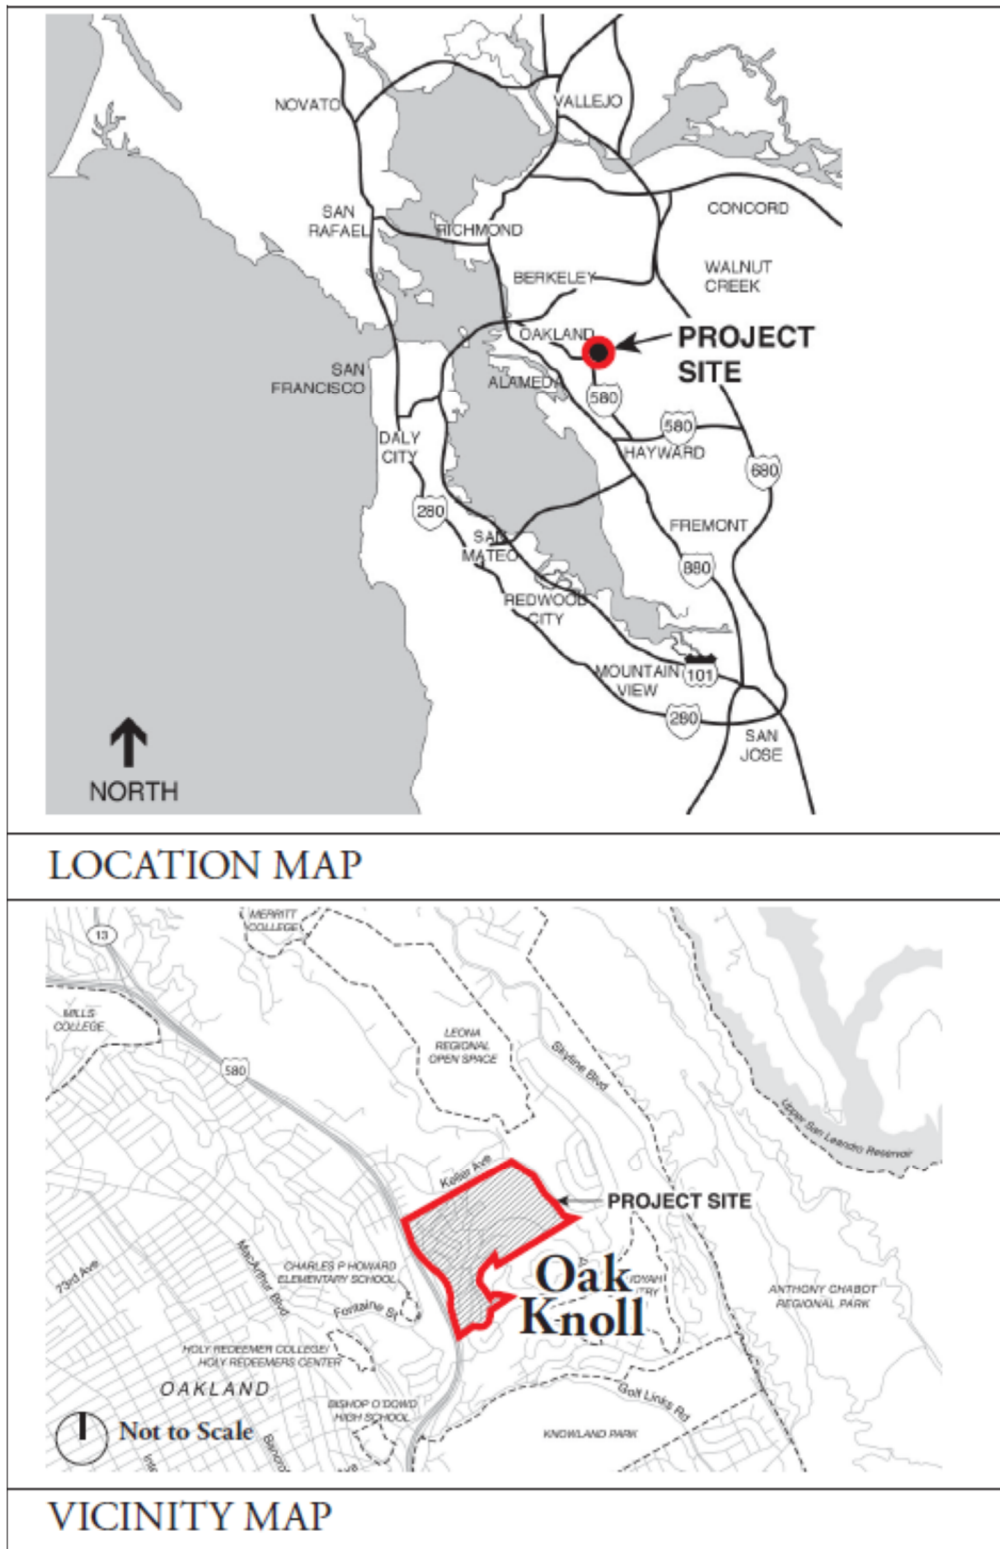 NOVATO
VALLEJO
SAN
RAFAEL
RICHMOND
CONCORD
BERKELEY
WALNUT
CREEK
OAKLAND
PROJECT
SITE
SAN
FRANCISCO
ALAMEDA
580
580
DALY
CITY
HAYWARD
680
280
FREMONT
SAN
MATEO
880
REDWOOD
CITY
MOUNTAIN
VIEW
101
280
SAN
JOSE
NORTH
LOCATION MAP
MERRITT
COLLEGE
13
MILLS
COLLEGE
LEONA
REGIONAL
OPEN SPACE
Skyline Blvd
580
Upper San Leandro Reservoir
Keller Ave
PROJECT SITE
73rd Ave
MacArthur Blvd
CHARLES P HOWARD
ELEMENTARY SCHOOL
Fontaine St
Oak
Knoll
ANTHONY CHABOT
REGIONAL PARK
HOLY REDEEMER COLLEGE/
HOLY REDEEMERS CENTER
OAKLAND
BISHOP O'DOWD
HIGH SCHOOL
Golf Links Rd
Not to Scale
KNOWLAND PARK
VICINITY MAP